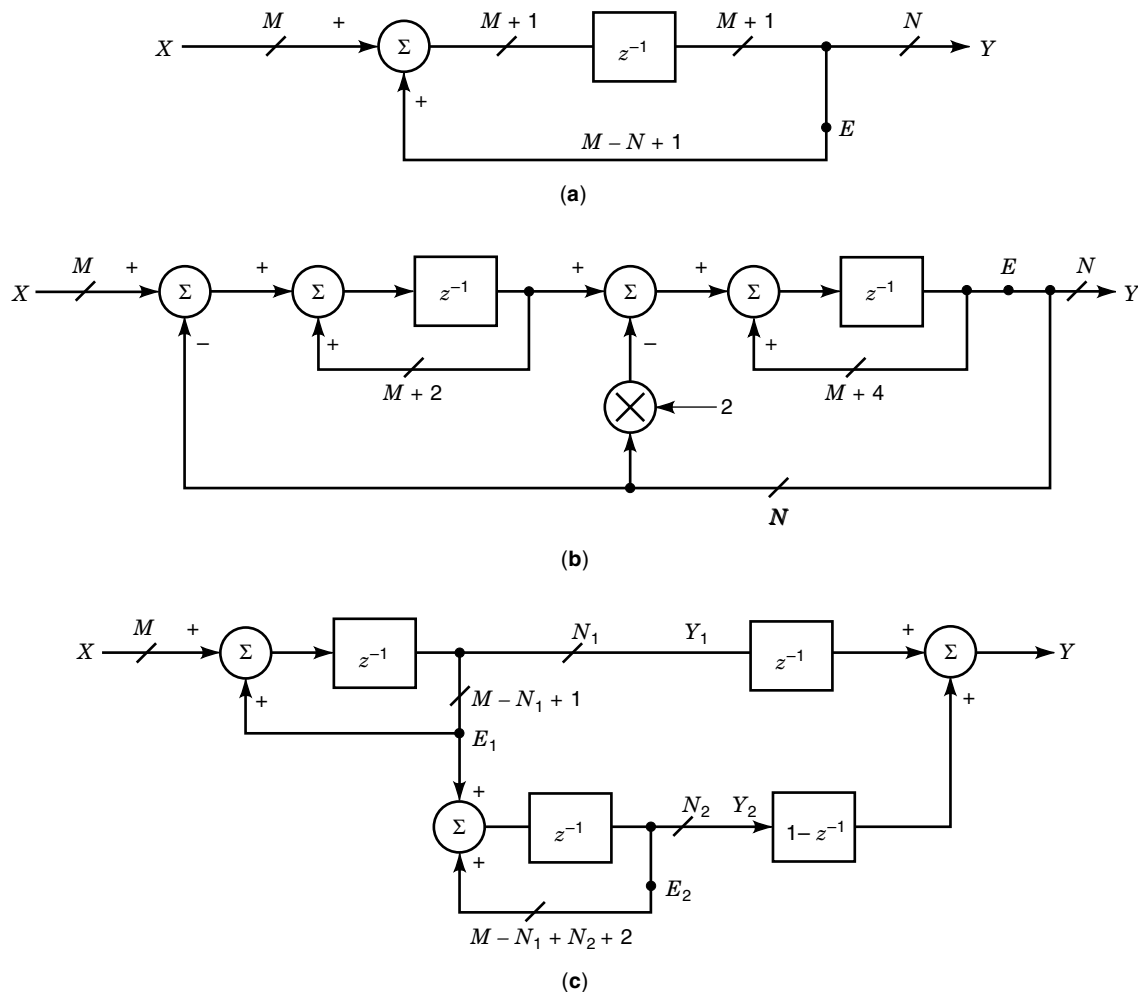 M + M + 1 M + 1 N
X Σ z⁻¹ Y
+ E
M – N + 1
(a)
M + + + + E N
X Σ Σ z⁻¹ Σ Σ z⁻¹ Y
– + – +
M + 2 M + 4
2
N
(b)
M + N₁ Y₁ +
X Σ z⁻¹ z⁻¹ Σ Y
+ M – N₁ + 1 +
E₁
+ N₂ Y₂
Σ z⁻¹ 1– z⁻¹
+ E₂
M – N₁ + N₂ + 2
(c)